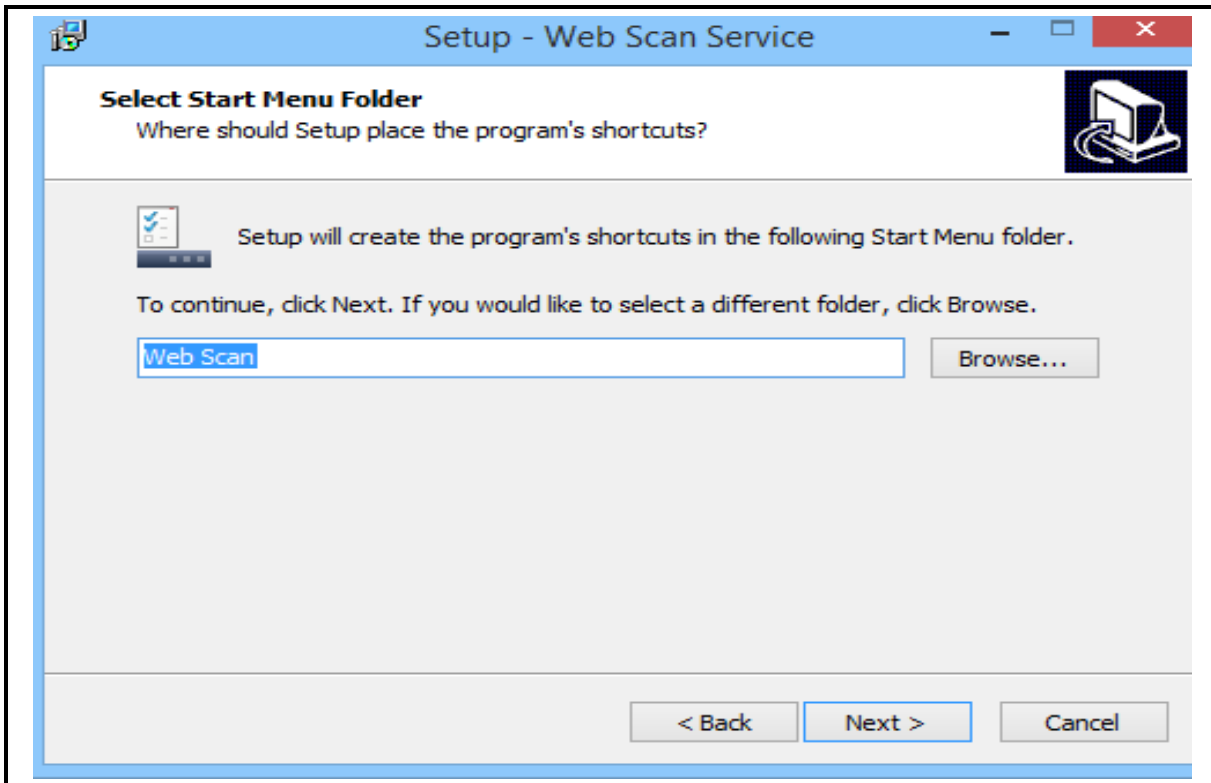 Setup - Web Scan Service
Select Start Menu Folder
Where should Setup place the program's shortcuts?
Setup will create the program's shortcuts in the following Start Menu folder.
To continue, click Next. If you would like to select a different folder, click Browse.
Web Scan
Browse...
< Back
Next >
Cancel